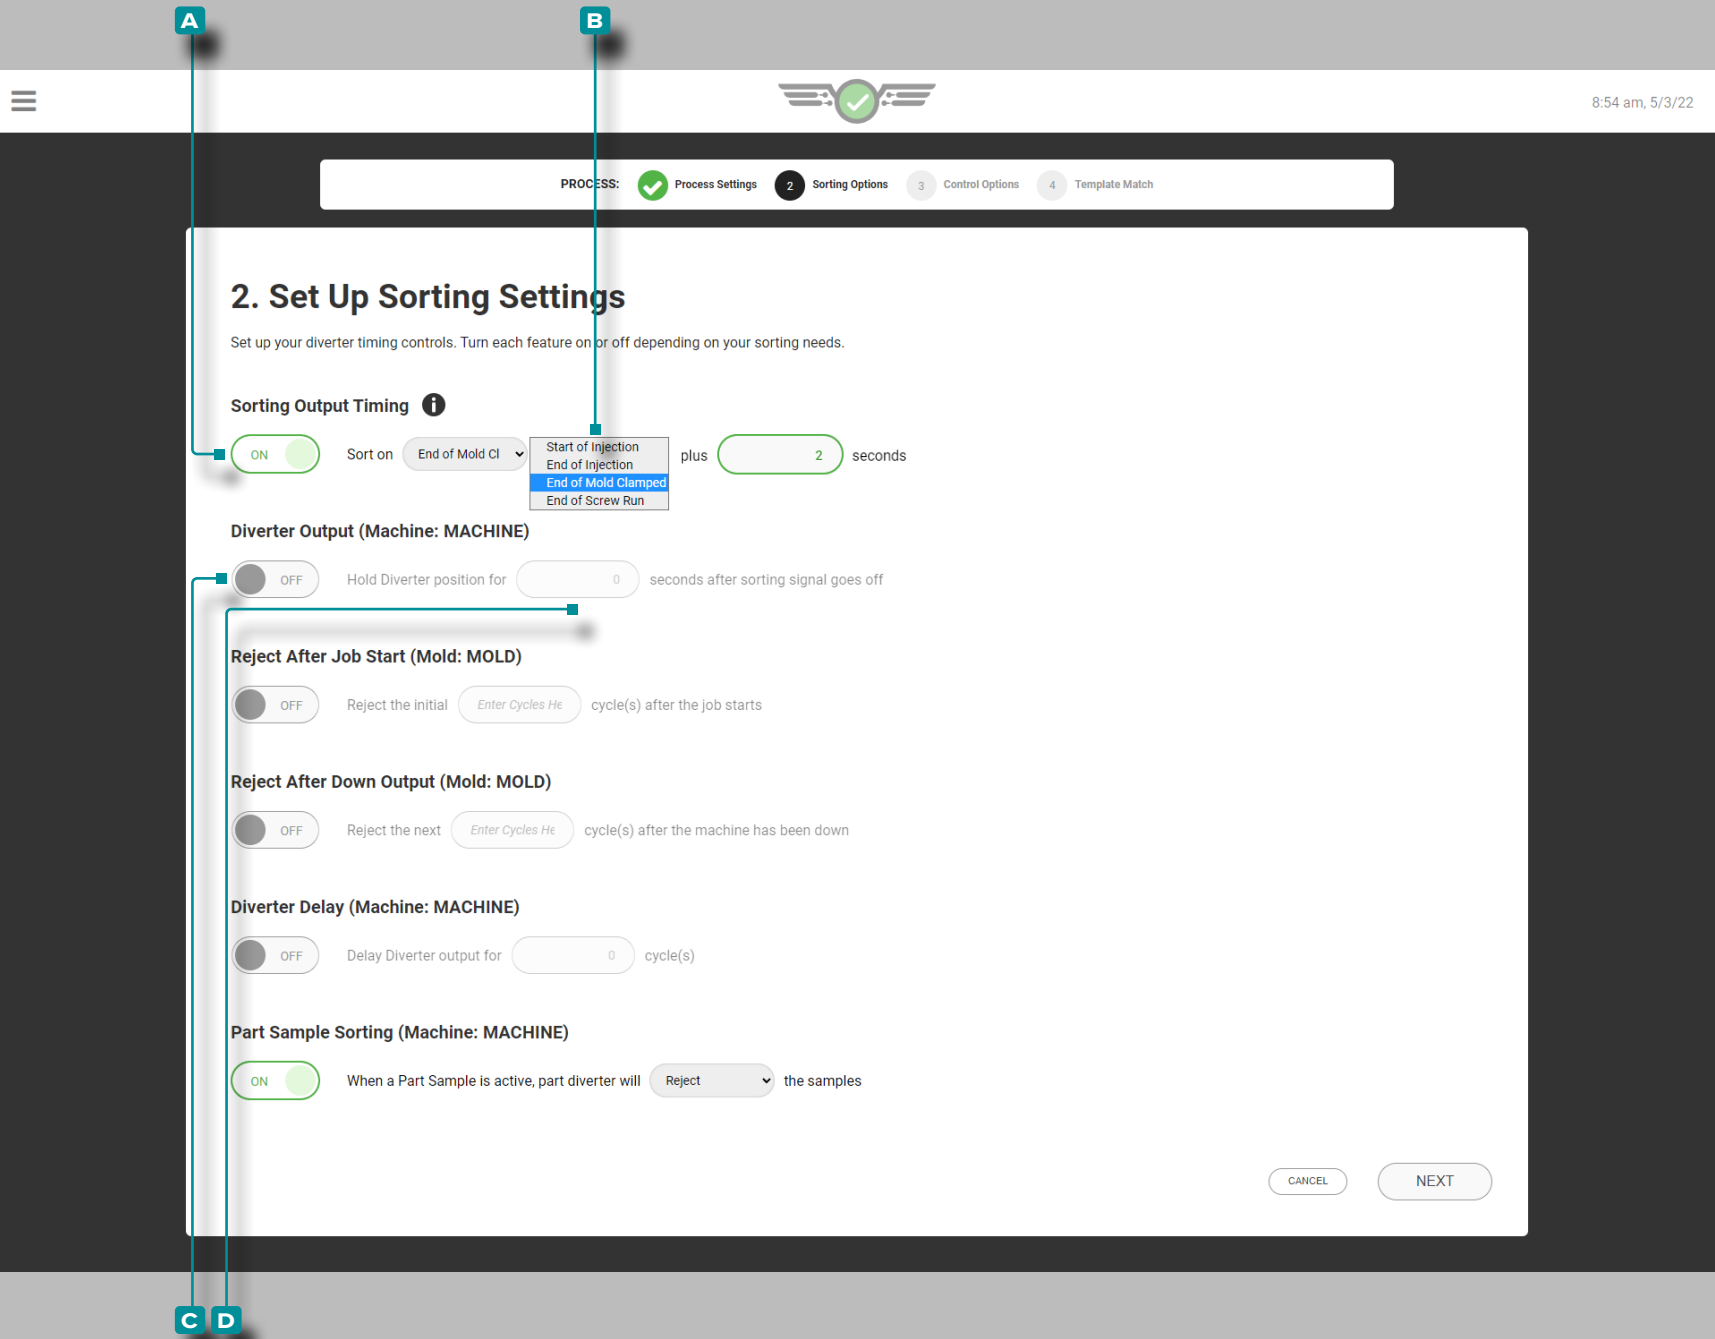 A B
8:54 am, 5/3/22
PROCESS: Process Settings 2 Sorting Options 3 Control Options 4 Template Match
2. Set Up Sorting Settings
Set up your diverter timing controls. Turn each feature on or off depending on your sorting needs.
Sorting Output Timing i
ON Sort on End of Mold Cl plus 2 seconds
Start of Injection
End of Injection
End of Mold Clamped
End of Screw Run
Diverter Output (Machine: MACHINE)
OFF Hold Diverter position for 0 seconds after sorting signal goes off
Reject After Job Start (Mold: MOLD)
OFF Reject the initial Enter Cycles He cycle(s) after the job starts
Reject After Down Output (Mold: MOLD)
OFF Reject the next Enter Cycles He cycle(s) after the machine has been down
Diverter Delay (Machine: MACHINE)
OFF Delay Diverter output for 0 cycle(s)
Part Sample Sorting (Machine: MACHINE)
ON When a Part Sample is active, part diverter will Reject the samples
CANCEL NEXT
C D